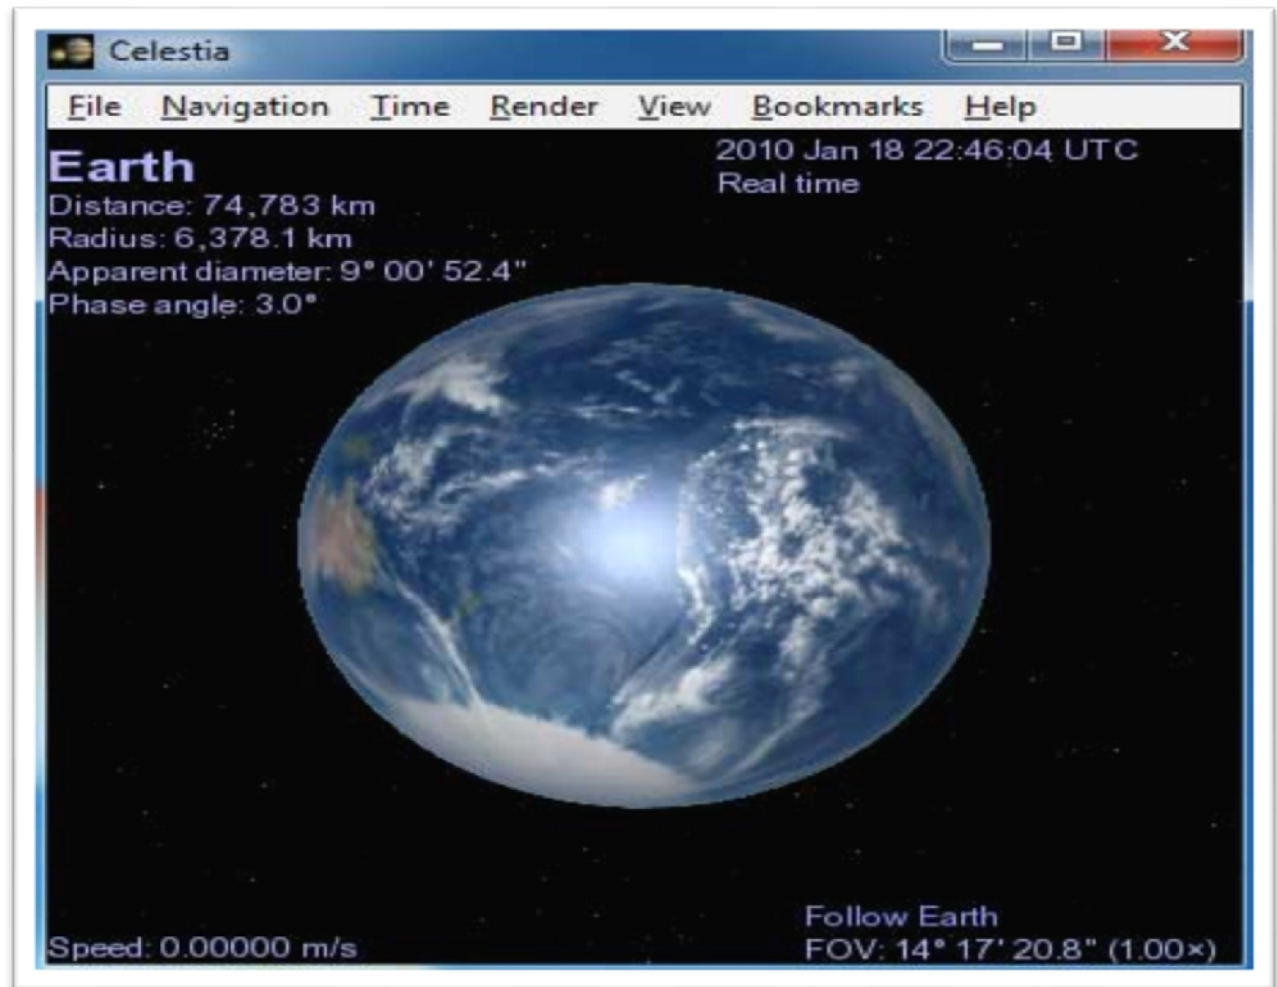 Celestia
File Navigation Time Render View Bookmarks Help
Earth
Distance: 74,783 km
Radius: 6,378.1 km
Apparent diameter: 9° 00' 52.4"
Phase angle: 3.0°
2010 Jan 18 22:46:04 UTC
Real time
Speed: 0.00000 m/s
Follow Earth
FOV: 14° 17' 20.8" (1.00×)